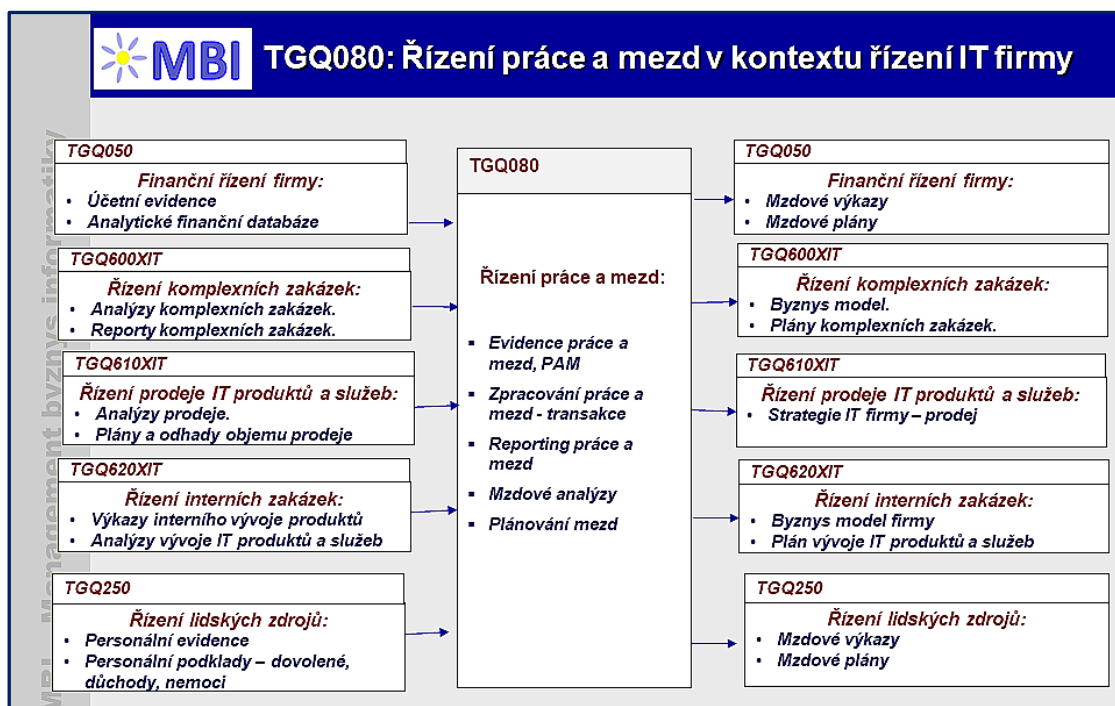 MBI
TGQ080: Řízení práce a mezd v kontextu řízení IT firmy
MBI - Management byznys informatiky
TGQ050
Finanční řízení firmy:
• Účetní evidence
• Analytické finanční databáze
TGQ600XIT
Řízení komplexních zakázek:
• Analýzy komplexních zakázek.
• Reporty komplexních zakázek.
TGQ610XIT
Řízení prodeje IT produktů a služeb:
• Analýzy prodeje.
• Plány a odhady objemu prodeje
TGQ620XIT
Řízení interních zakázek:
• Výkazy interního vývoje produktů
• Analýzy vývoje IT produktů a služeb
TGQ250
Řízení lidských zdrojů:
• Personální evidence
• Personální podklady – dovolené,
důchody, nemoci
TGQ080
Řízení práce a mezd:
▪ Evidence práce a
mezd, PAM
▪ Zpracování práce a
mezd - transakce
▪ Reporting práce a
mezd
▪ Mzdové analýzy
▪ Plánování mezd
TGQ050
Finanční řízení firmy:
• Mzdové výkazy
• Mzdové plány
TGQ600XIT
Řízení komplexních zakázek:
• Byznys model.
• Plány komplexních zakázek.
TGQ610XIT
Řízení prodeje IT produktů a služeb:
• Strategie IT firmy – prodej
TGQ620XIT
Řízení interních zakázek:
• Byznys model firmy
• Plán vývoje IT produktů a služeb
TGQ250
Řízení lidských zdrojů:
• Mzdové výkazy
• Mzdové plány